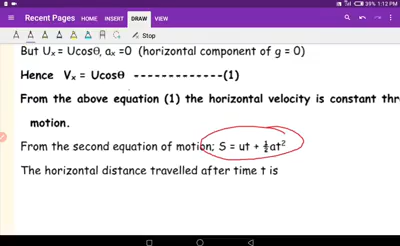 39% 1:12 PM
Recent Pages
HOME INSERT DRAW VIEW
Stop
But Uₓ = Ucosθ, aₓ =0 (horizontal component of g = 0)
Hence Vₓ = Ucosθ -------------(1)
From the above equation (1) the horizontal velocity is constant thr
motion.
From the second equation of motion; S = ut + ½at²
The horizontal distance travelled after time t is